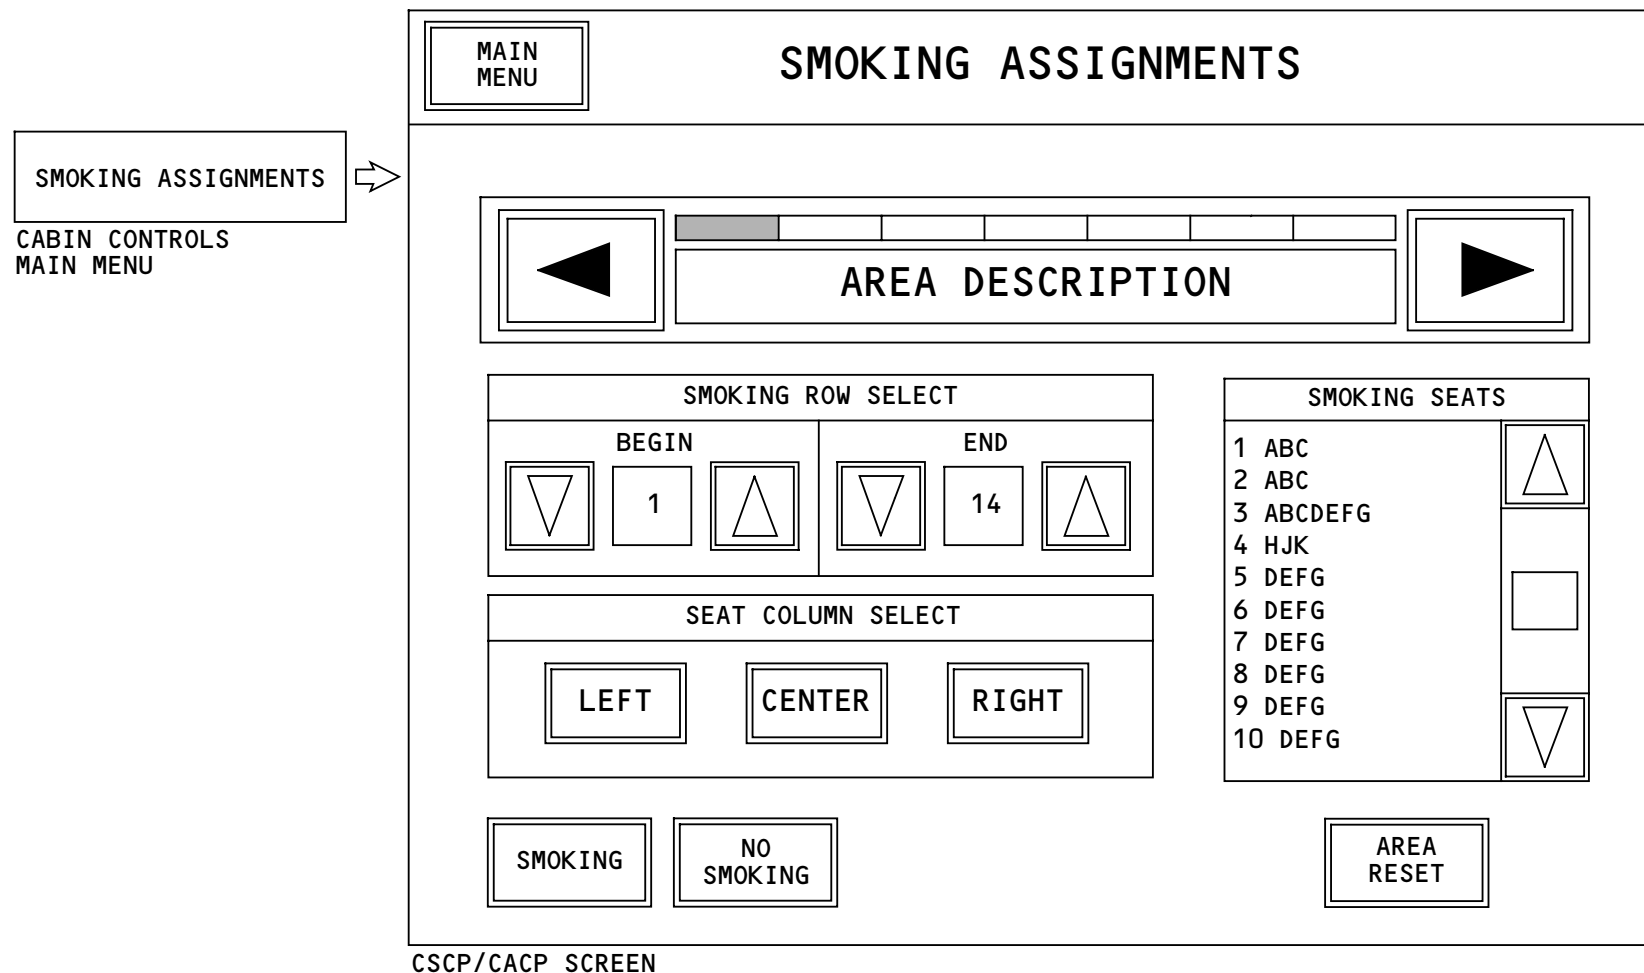 MAIN
MENU
SMOKING ASSIGNMENTS
SMOKING ASSIGNMENTS
CABIN CONTROLS
MAIN MENU
AREA DESCRIPTION
SMOKING ROW SELECT
BEGIN
END
1
14
SMOKING SEATS
1 ABC
2 ABC
3 ABCDEFG
4 HJK
5 DEFG
6 DEFG
7 DEFG
8 DEFG
9 DEFG
10 DEFG
SEAT COLUMN SELECT
LEFT
CENTER
RIGHT
SMOKING
NO
SMOKING
AREA
RESET
CSCP/CACP SCREEN